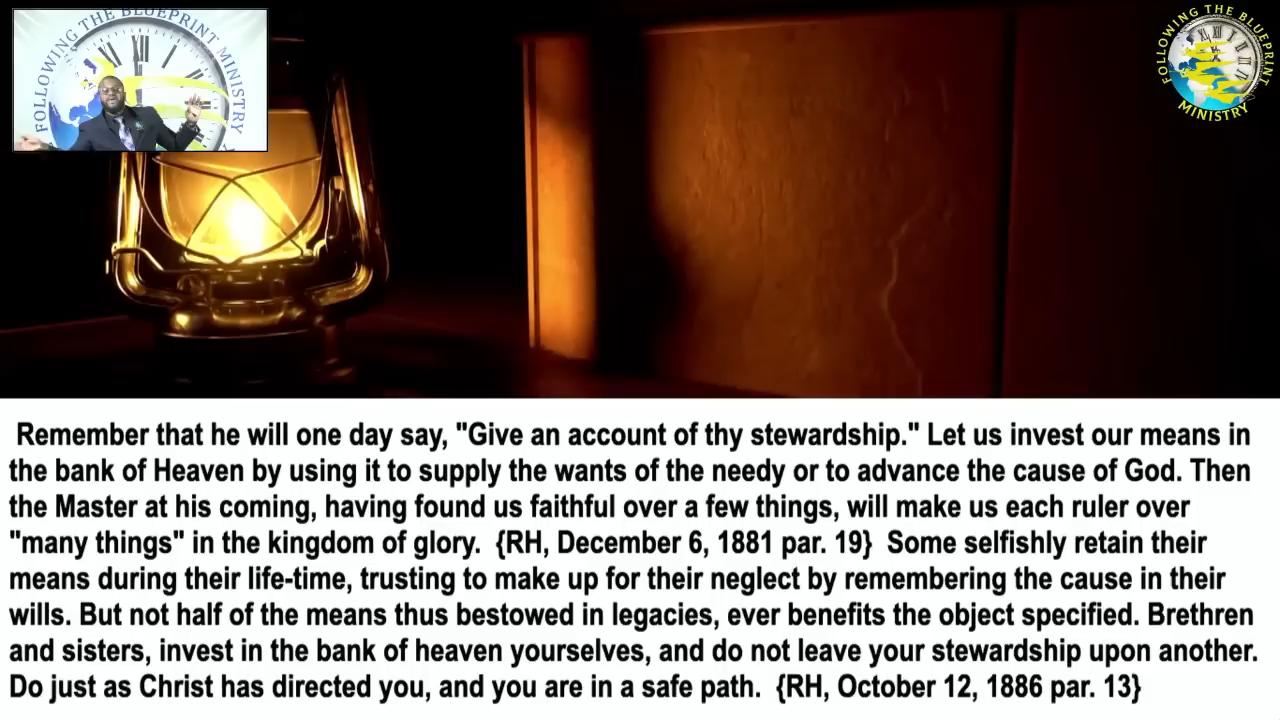 FOLLOWING THE BLUEPRINT MINISTRY
FOLLOWING THE BLUEPRINT
MINISTRY
Remember that he will one day say, "Give an account of thy stewardship." Let us invest our means in
the bank of Heaven by using it to supply the wants of the needy or to advance the cause of God. Then
the Master at his coming, having found us faithful over a few things, will make us each ruler over
"many things" in the kingdom of glory.  {RH, December 6, 1881 par. 19}  Some selfishly retain their
means during their life-time, trusting to make up for their neglect by remembering the cause in their
wills. But not half of the means thus bestowed in legacies, ever benefits the object specified. Brethren
and sisters, invest in the bank of heaven yourselves, and do not leave your stewardship upon another.
Do just as Christ has directed you, and you are in a safe path.  {RH, October 12, 1886 par. 13}